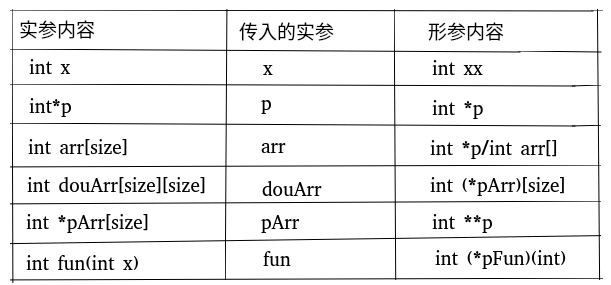 实参内容 传入的实参 形参内容
int x x int xx
int*p p int *p
int arr[size] arr int *p/int arr[]
int douArr[size][size] douArr int (*pArr)[size]
int *pArr[size] pArr int **p
int fun(int x) fun int (*pFun)(int)